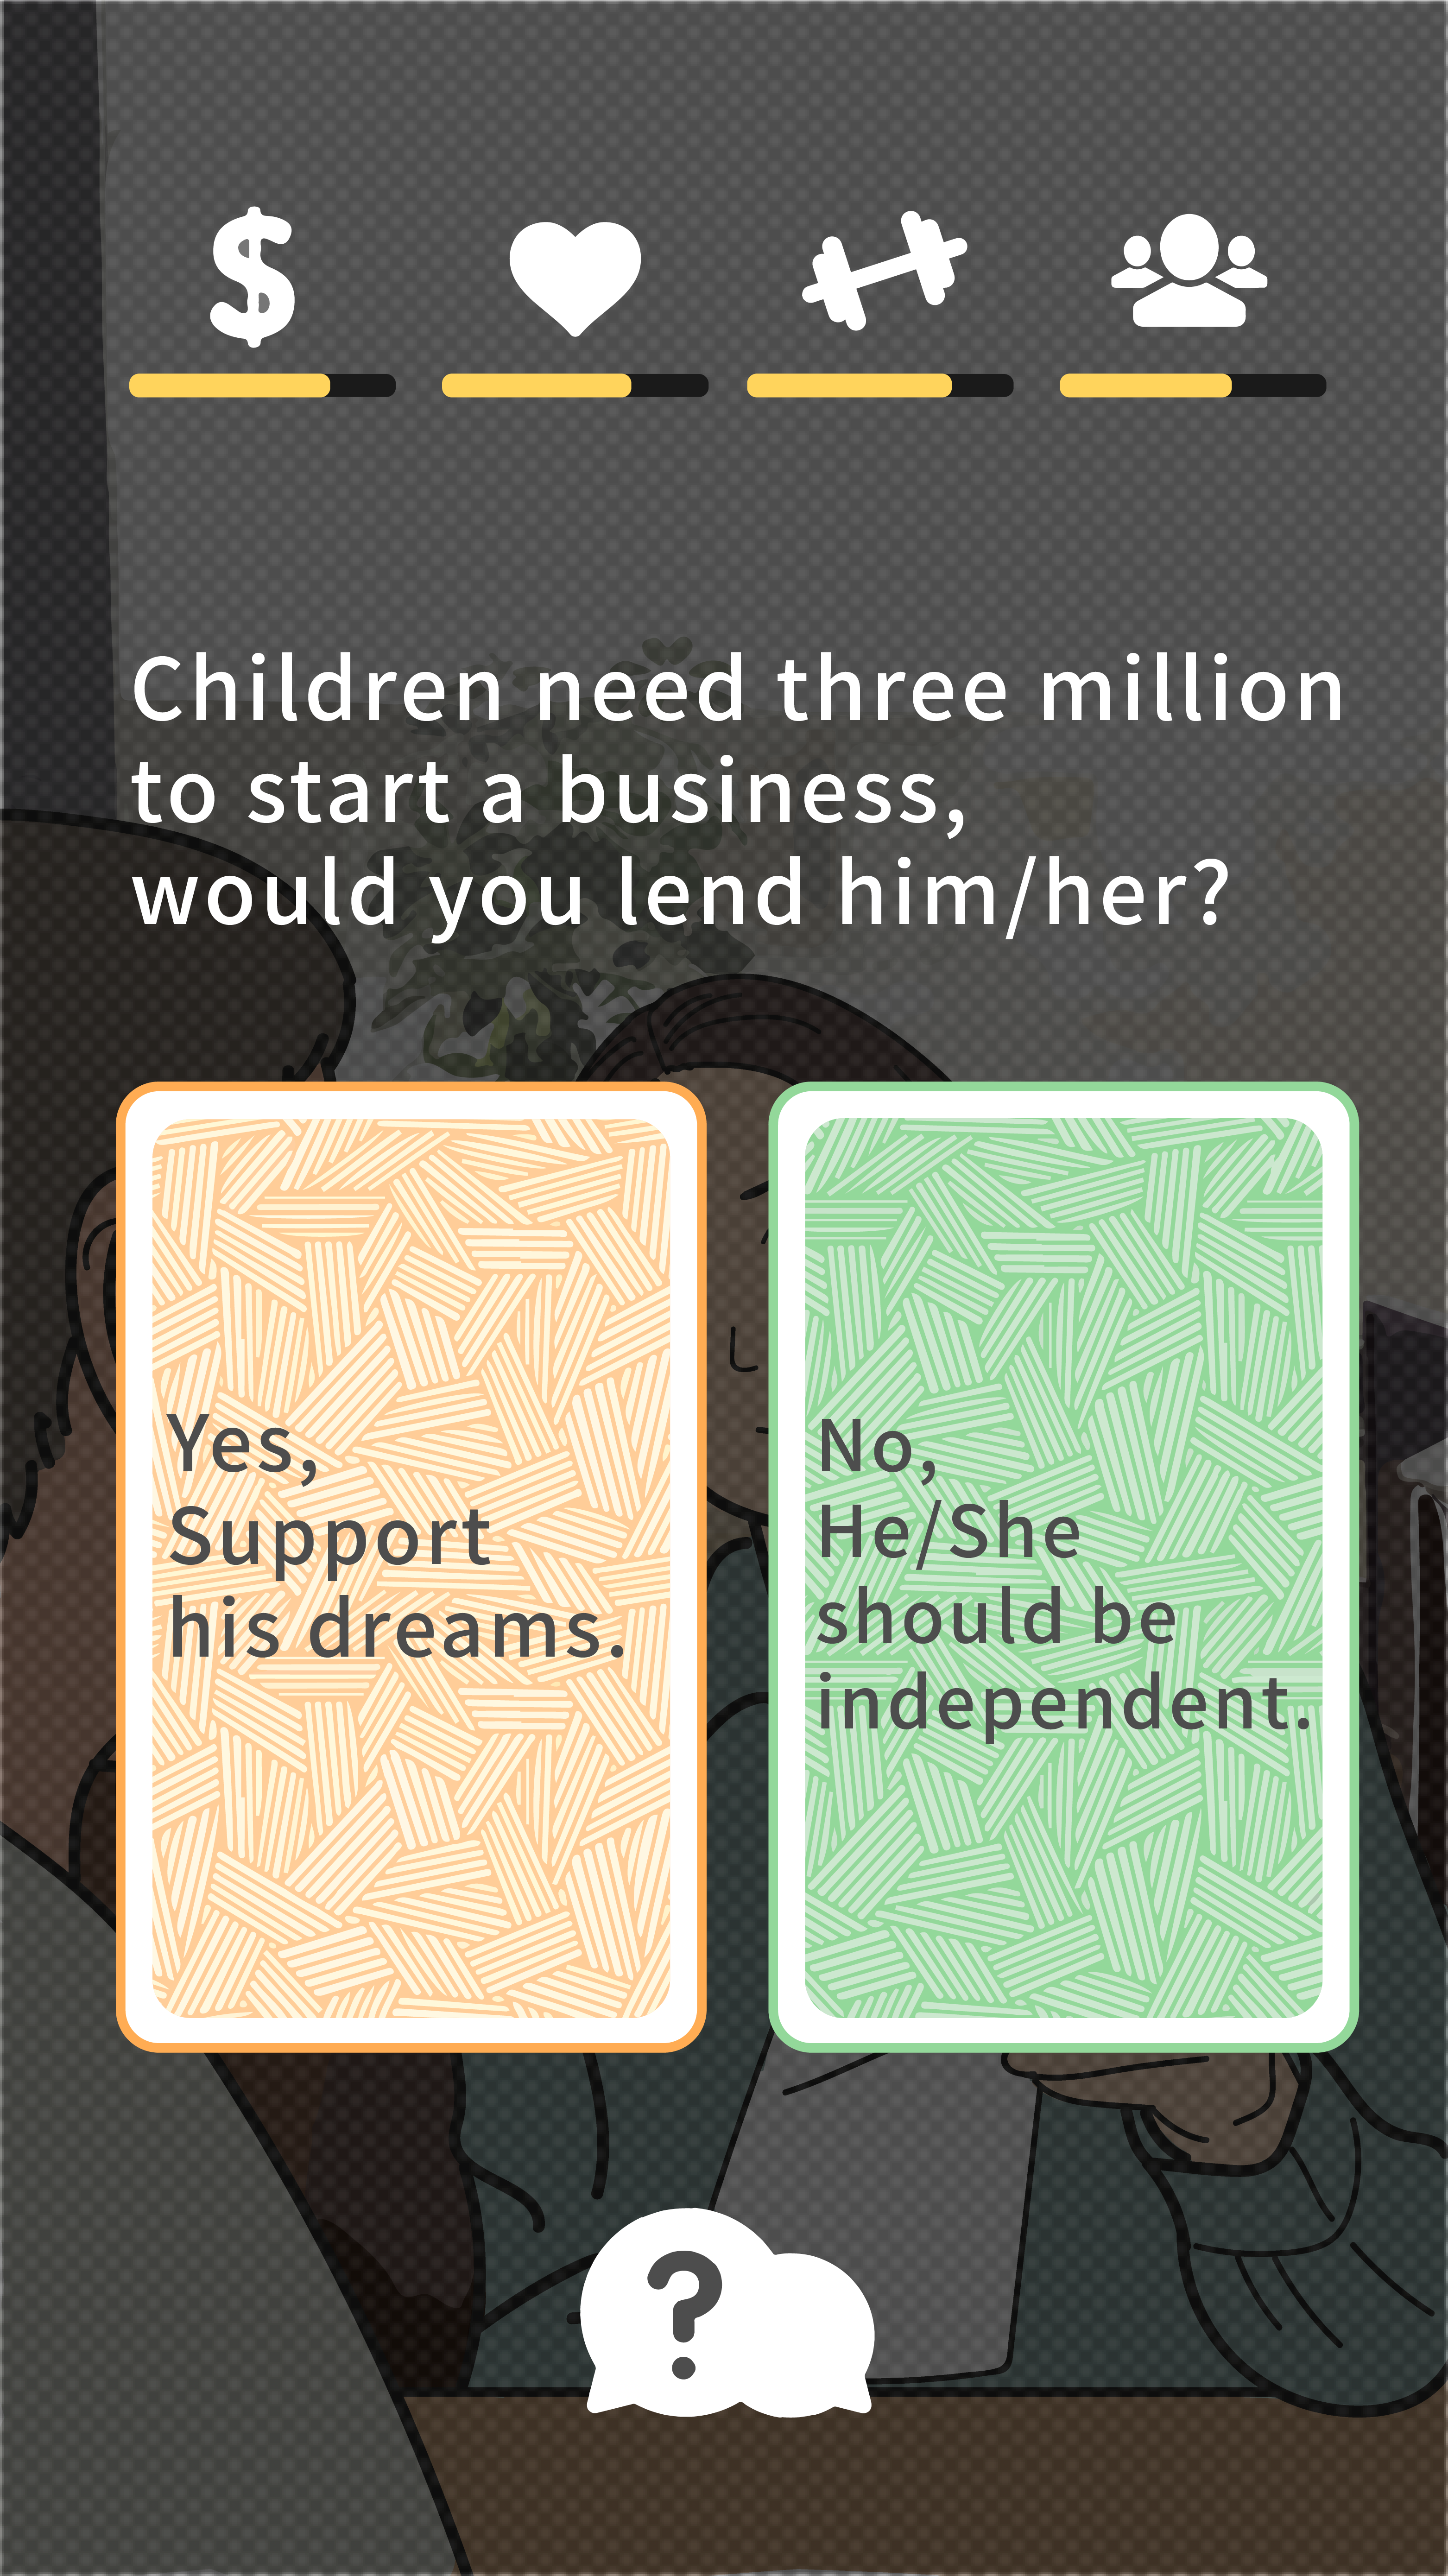 $
Children need three million
to start a business,
would you lend him/her?
Yes,
Support
his dreams.
No,
He/She
should be
independent.
?